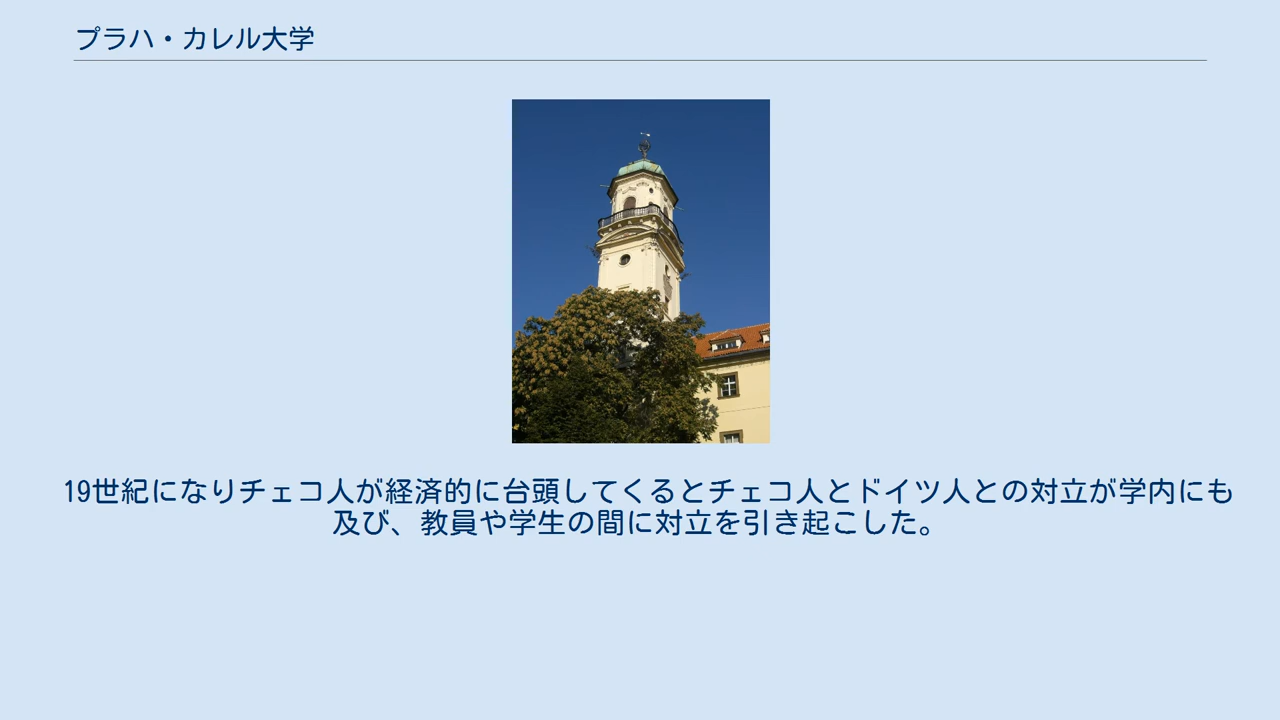 プラハ・カレル大学
19世紀になりチェコ人が経済的に台頭してくるとチェコ人とドイツ人との対立が学内にも
及び、教員や学生の間に対立を引き起こした。